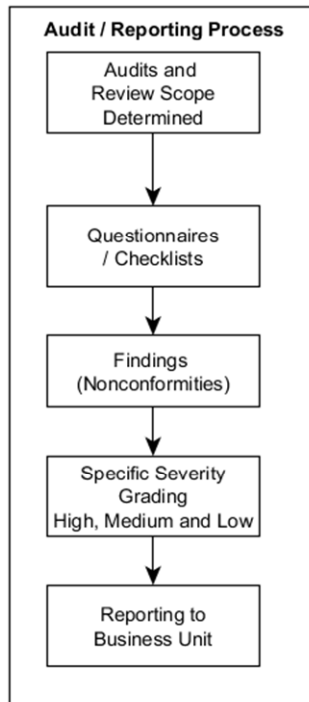 Audit / Reporting Process
Audits and
Review Scope
Determined
Questionnaires
/ Checklists
Findings
(Nonconformities)
Specific Severity
Grading
High, Medium and Low
Reporting to
Business Unit